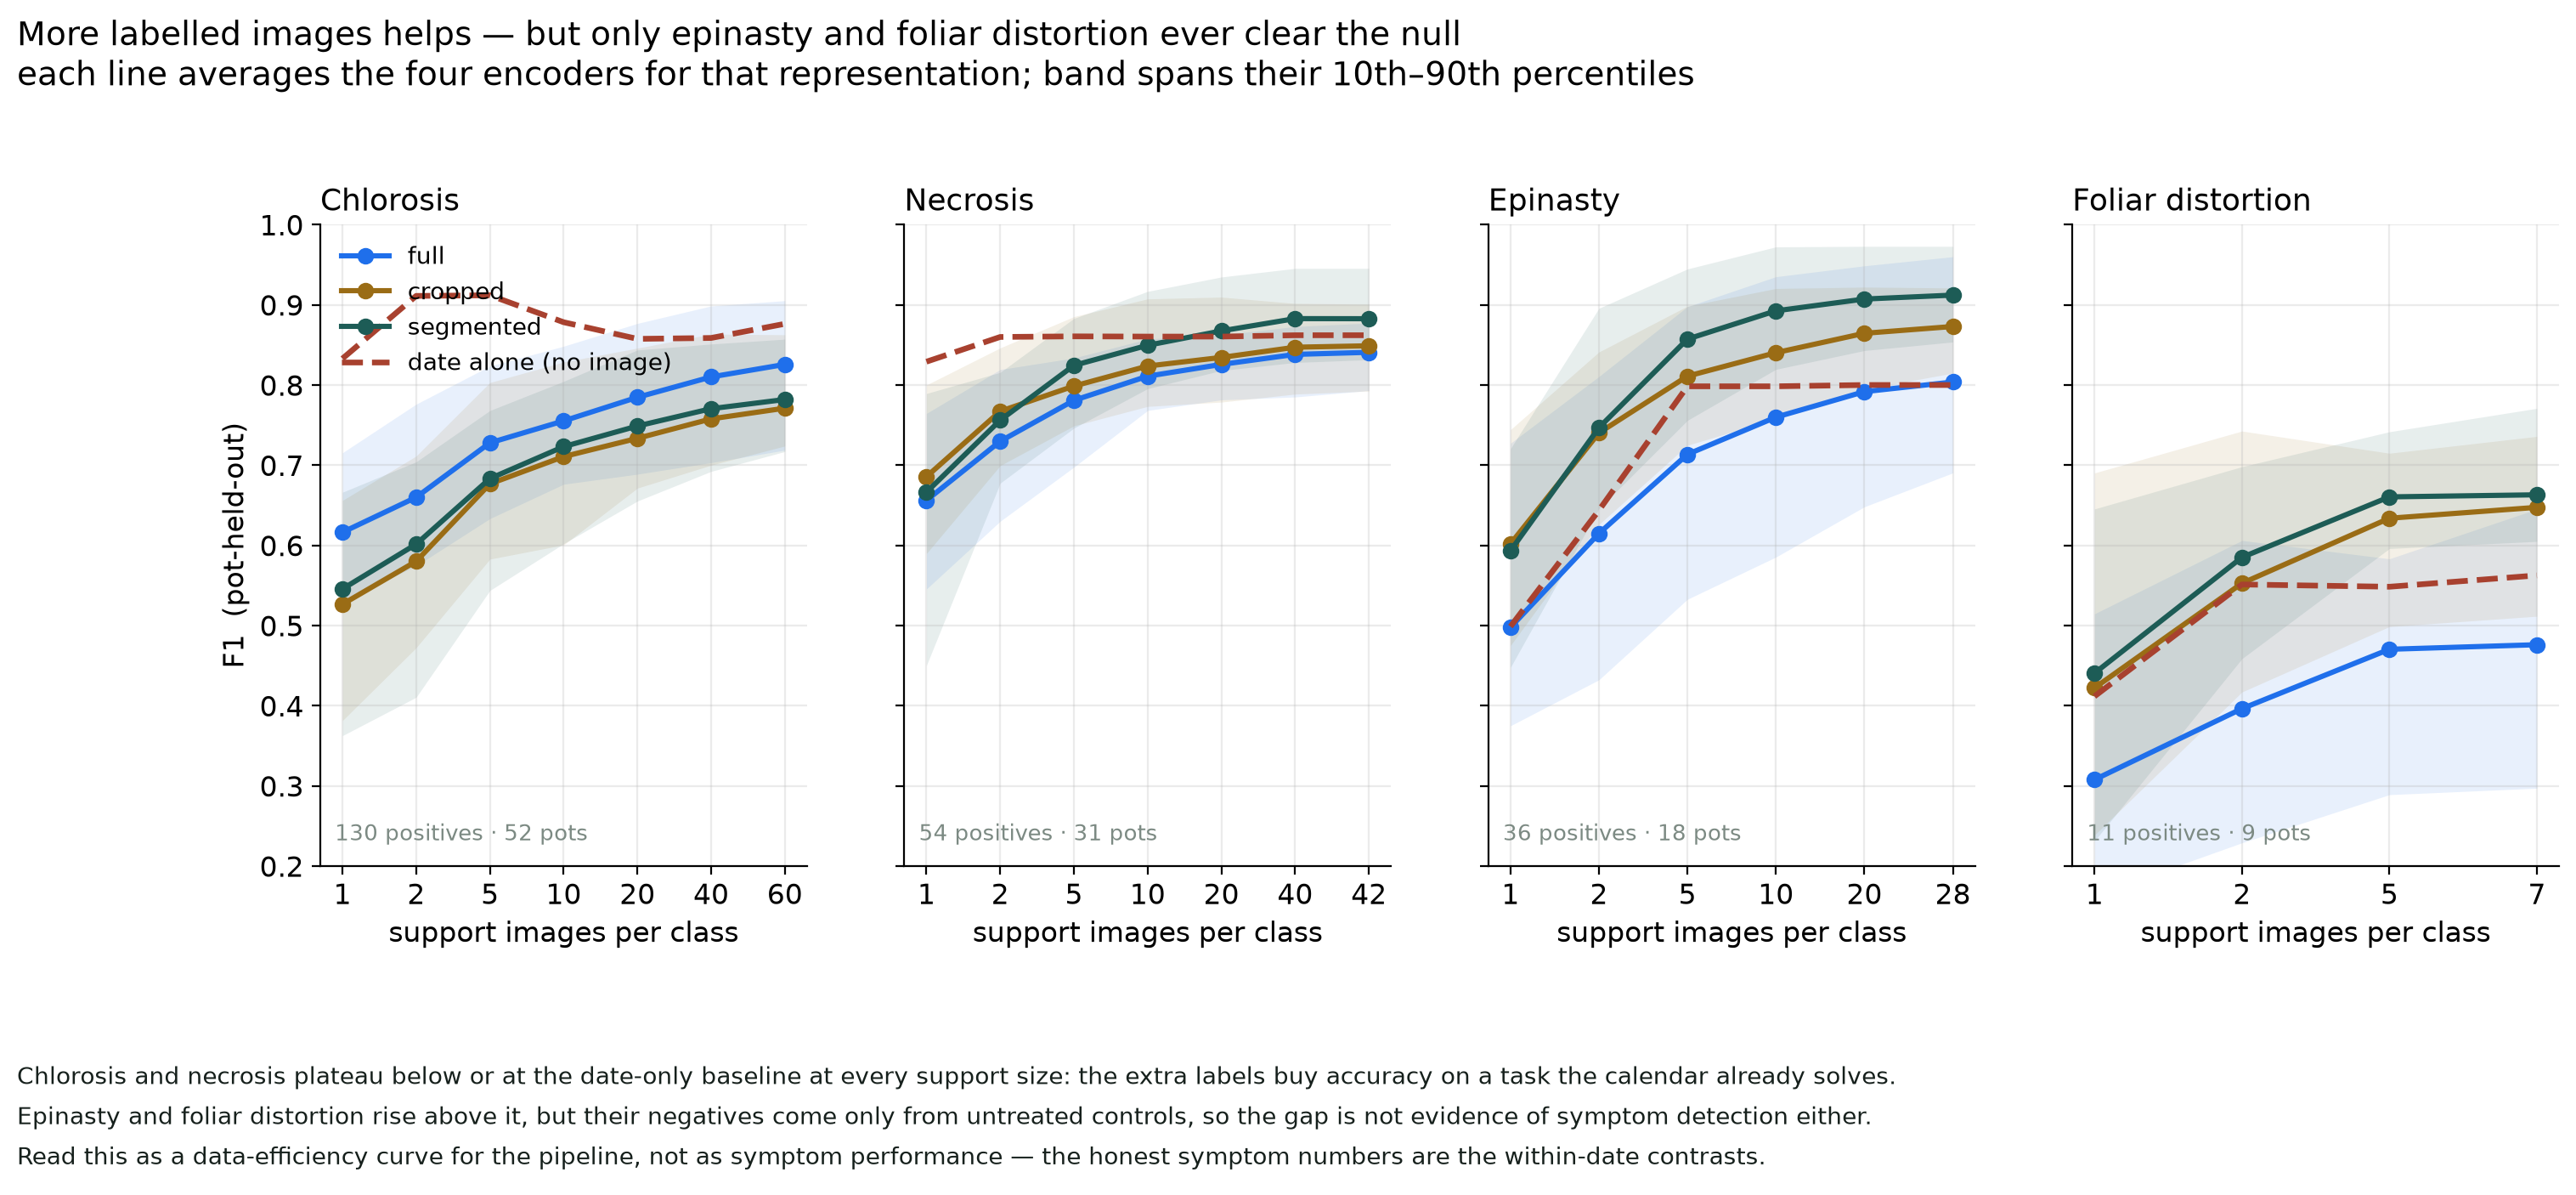 More labelled images helps — but only epinasty and foliar distortion ever clear the null
each line averages the four encoders for that representation; band spans their 10th–90th percentiles
Chlorosis
Necrosis
Epinasty
Foliar distortion
1.0
0.9
0.8
0.7
0.6
0.5
0.4
0.3
0.2
F1 (pot-held-out)
full
cropped
segmented
date alone (no image)
130 positives · 52 pots
54 positives · 31 pots
36 positives · 18 pots
11 positives · 9 pots
1 2 5 10 20 40 60
1 2 5 10 20 40 42
1 2 5 10 20 28
1 2 5 7
support images per class
support images per class
support images per class
support images per class
Chlorosis and necrosis plateau below or at the date-only baseline at every support size: the extra labels buy accuracy on a task the calendar already solves.
Epinasty and foliar distortion rise above it, but their negatives come only from untreated controls, so the gap is not evidence of symptom detection either.
Read this as a data-efficiency curve for the pipeline, not as symptom performance — the honest symptom numbers are the within-date contrasts.